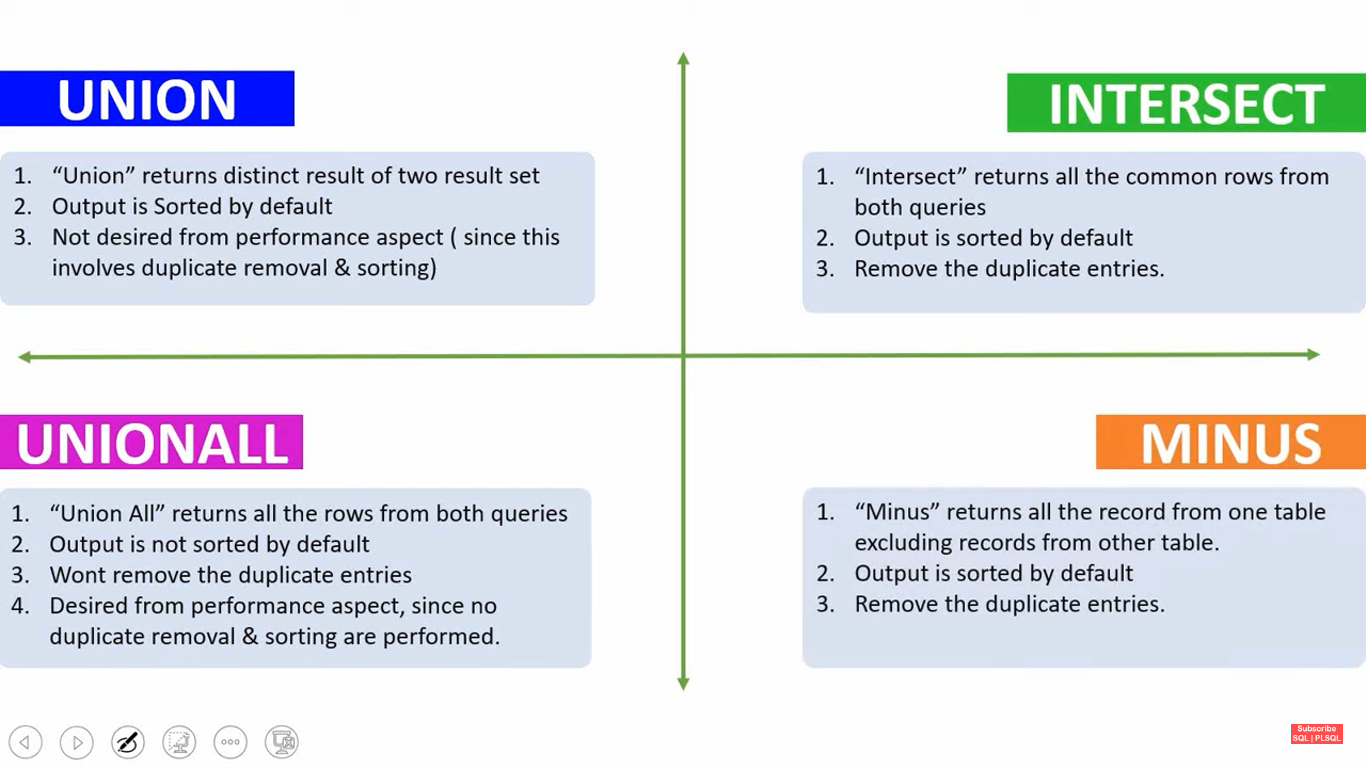 UNION
1. “Union” returns distinct result of two result set
2. Output is Sorted by default
3. Not desired from performance aspect ( since this
involves duplicate removal & sorting)
INTERSECT
1. “Intersect” returns all the common rows from
both queries
2. Output is sorted by default
3. Remove the duplicate entries.
UNIONALL
1. “Union All” returns all the rows from both queries
2. Output is not sorted by default
3. Wont remove the duplicate entries
4. Desired from performance aspect, since no
duplicate removal & sorting are performed.
MINUS
1. “Minus” returns all the record from one table
excluding records from other table.
2. Output is sorted by default
3. Remove the duplicate entries.
Subscribe
SQL | PLSQL